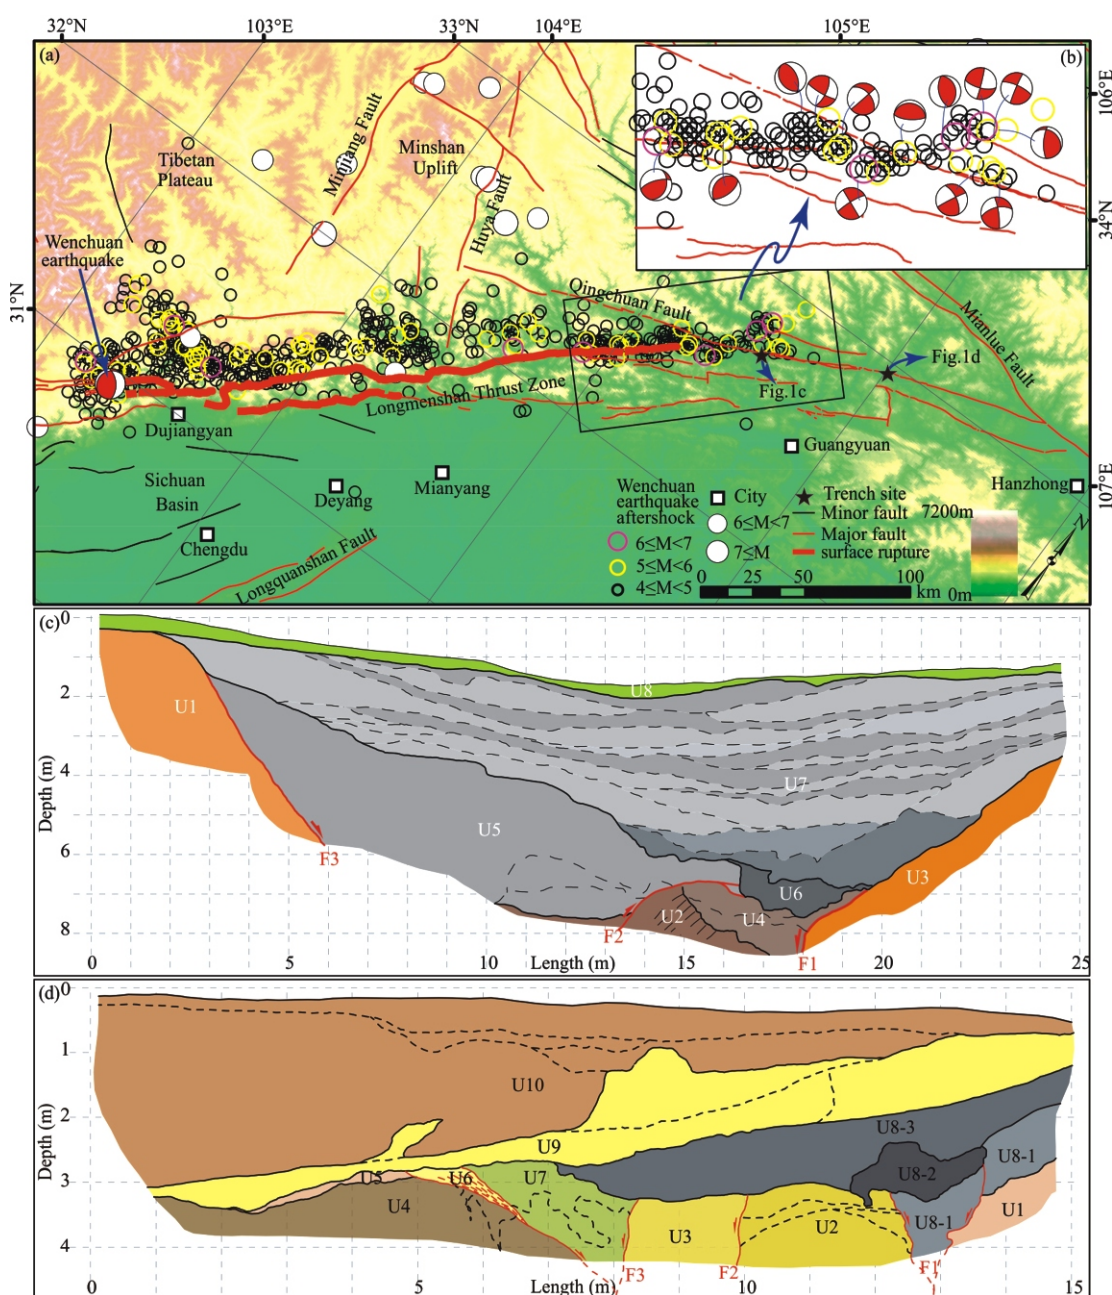 32°N 103°E 33°N 104°E 105°E
(a)
(b)
106°E
Tibetan
Plateau
Minjiang Fault
Minshan
Uplift
Huya Fault
34°N
Wenchuan
earthquake
31°N
Qingchuan Fault
Mianlue Fault
Fig.1d
Fig.1c
Longmenshan Thrust Zone
Dujiangyan
Guangyuan
Sichuan
Basin
Deyang
Mianyang
Hanzhong
107°E
Chengdu
Longquanshan Fault
Wenchuan
earthquake
aftershock
6≤M<7
5≤M<6
4≤M<5
City
6≤M<7
7≤M
Trench site
Minor fault
Major fault
surface rupture
0 25 50 100
km
7200m
0m
N
(c)
0
2
4
6
8
Depth (m)
U8
U1
U7
U5
U3
U6
U2
U4
F3
F2
F1
0 5 10 15 20 25
Length (m)
(d)
0
1
2
3
4
Depth (m)
U10
U9
U8-3
U8-1
U8-2
U5
U6
U7
U4
U3
U2
U8-1
U1
F3
F2
F1
0 5 10 15
Length (m)